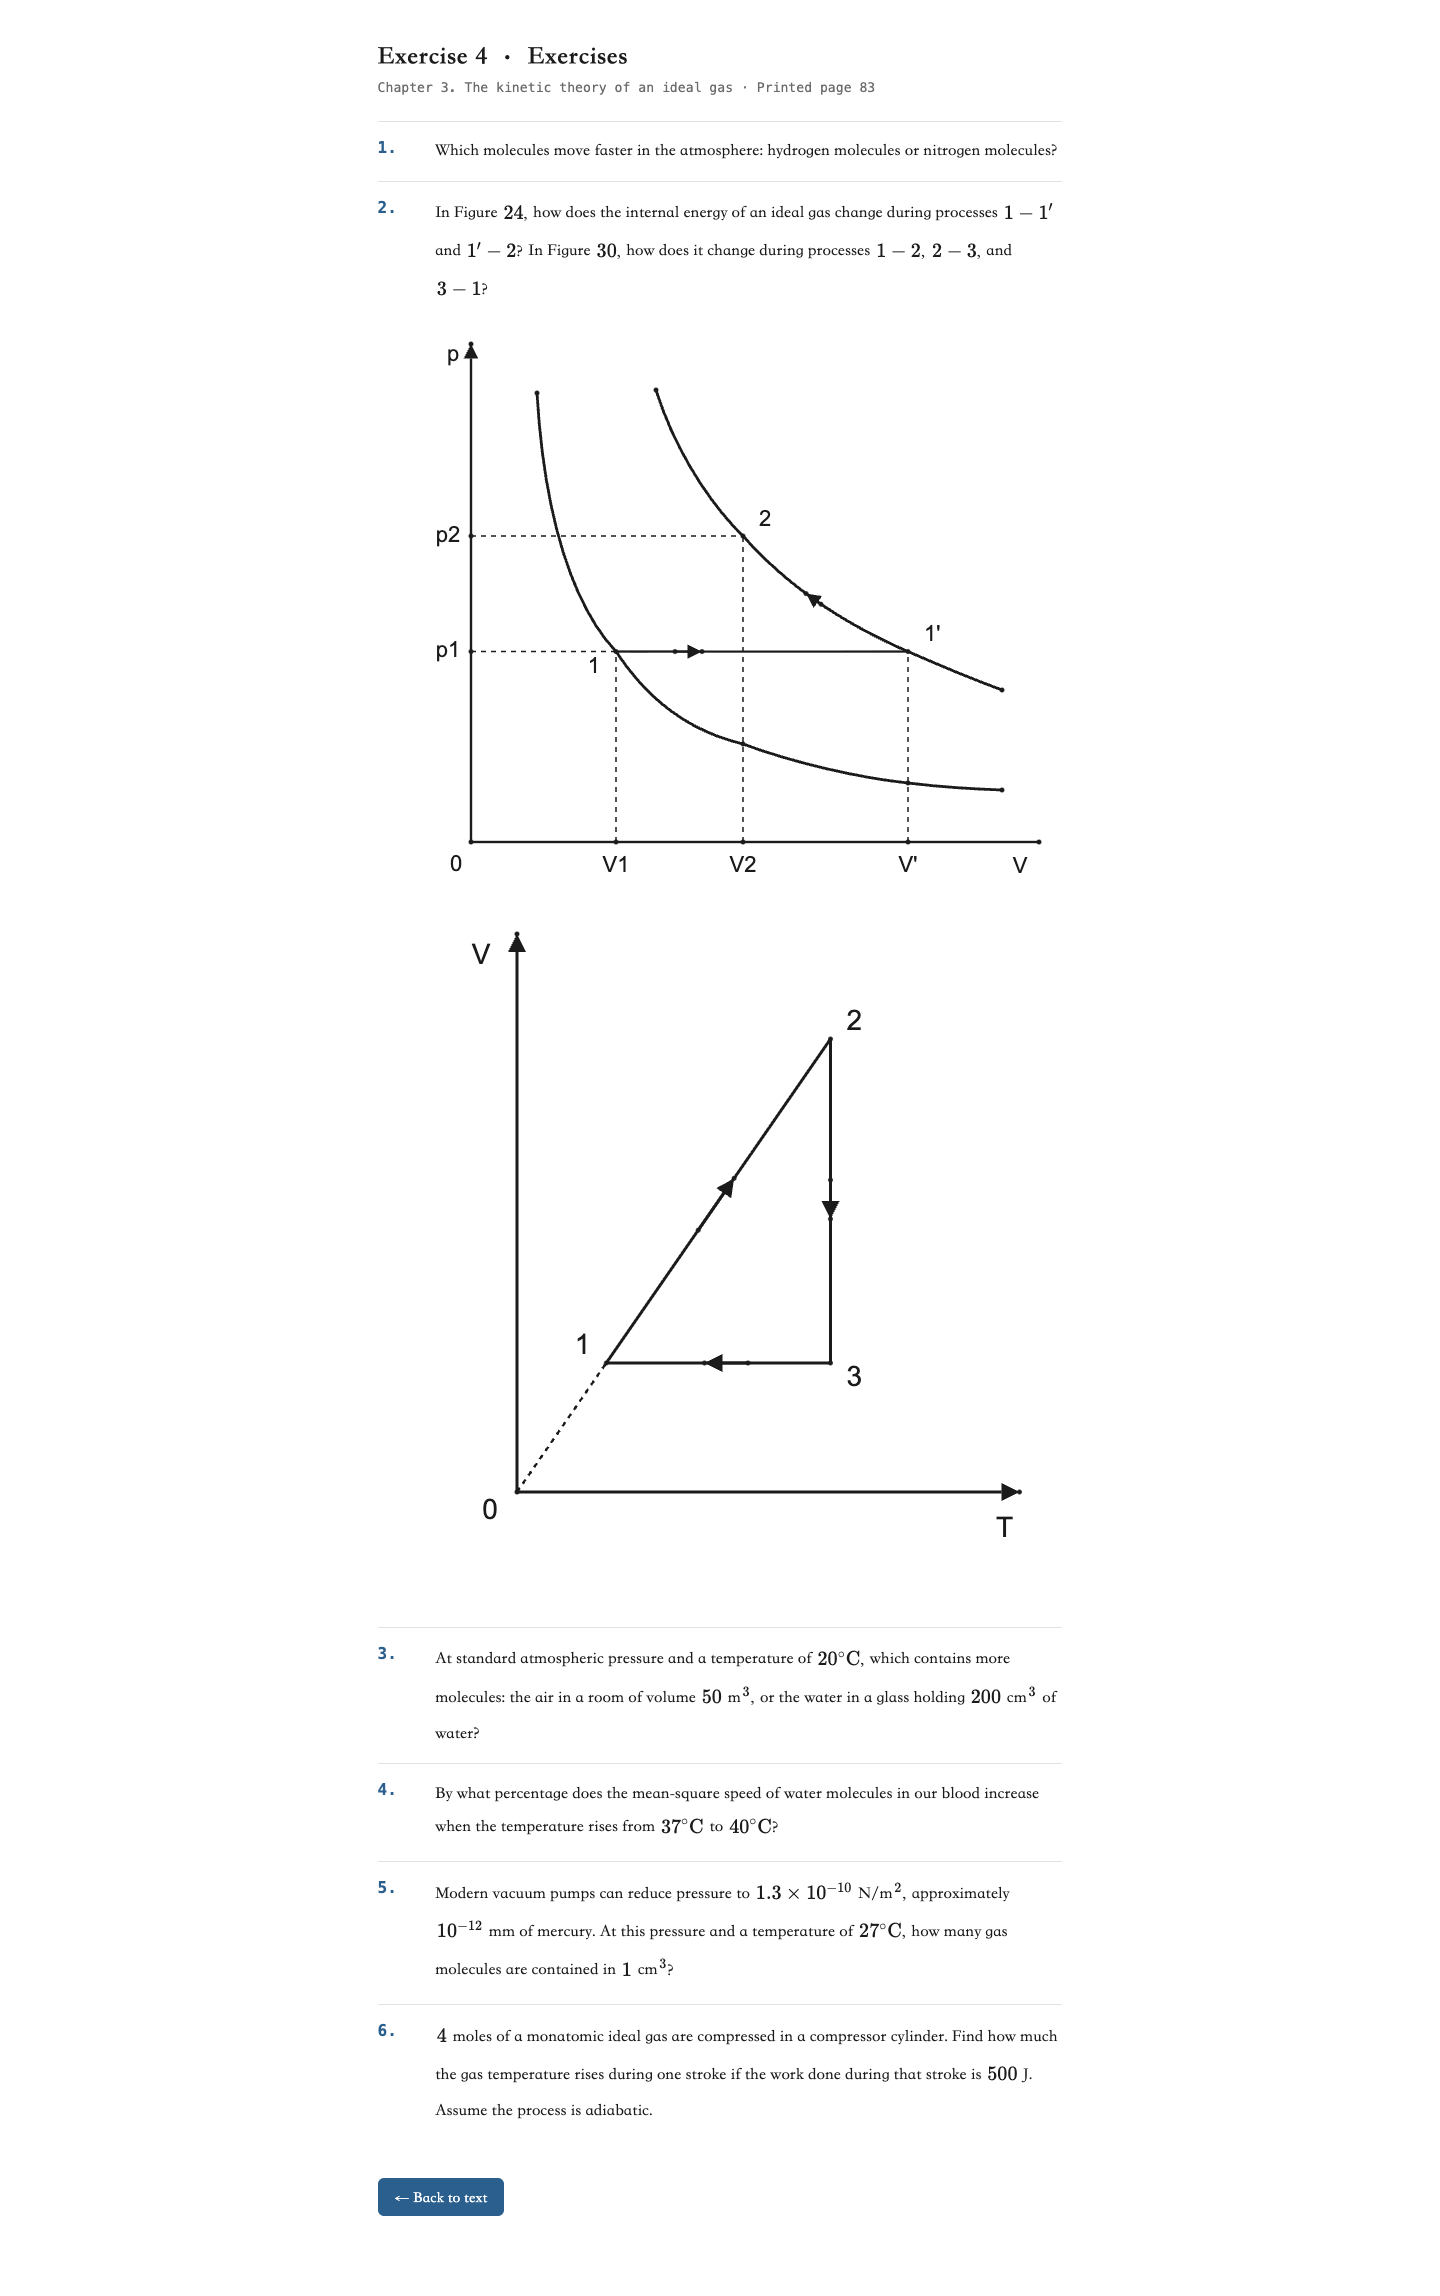 Exercise 4 · Exercises
Chapter 3. The kinetic theory of an ideal gas · Printed page 83
1. Which molecules move faster in the atmosphere: hydrogen molecules or nitrogen molecules?
2. In Figure 24, how does the internal energy of an ideal gas change during processes 1 − 1′
and 1′ − 2? In Figure 30, how does it change during processes 1 − 2, 2 − 3, and
3 − 1?
p
2
p2
1'
p1
1
0 V1 V2 V' V
V
2
1
3
0
T
3. At standard atmospheric pressure and a temperature of 20°C, which contains more
molecules: the air in a room of volume 50 m³, or the water in a glass holding 200 cm³ of
water?
4. By what percentage does the mean-square speed of water molecules in our blood increase
when the temperature rises from 37°C to 40°C?
5. Modern vacuum pumps can reduce pressure to 1.3 × 10⁻¹⁰ N/m², approximately
10⁻¹² mm of mercury. At this pressure and a temperature of 27°C, how many gas
molecules are contained in 1 cm³?
6. 4 moles of a monatomic ideal gas are compressed in a compressor cylinder. Find how much
the gas temperature rises during one stroke if the work done during that stroke is 500 J.
Assume the process is adiabatic.
← Back to text